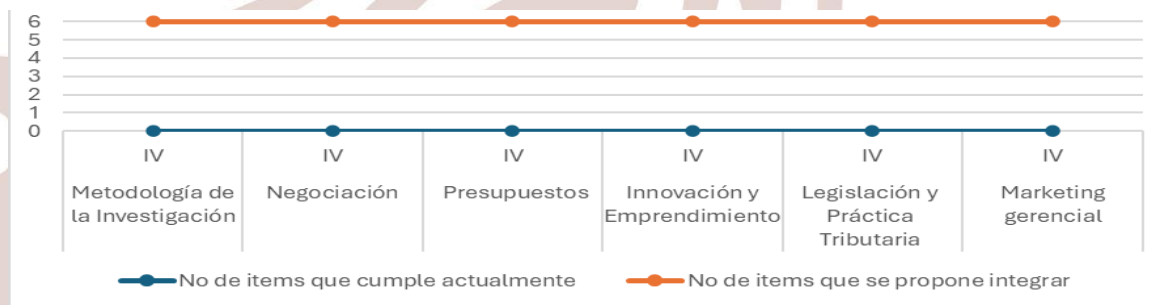 6
5
4
3
2
1
0
IV IV IV IV IV IV
Metodología de la Investigación
Negociación
Presupuestos
Innovación y Emprendimiento
Legislación y Práctica Tributaria
Marketing gerencial
No de items que cumple actualmente No de items que se propone integrar